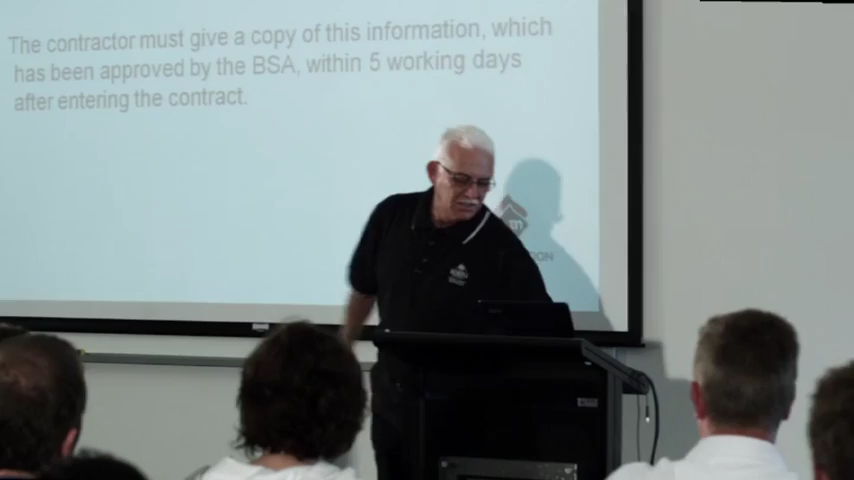 The contractor must give a copy of this information, which
has been approved by the BSA, within 5 working days
after entering the contract.